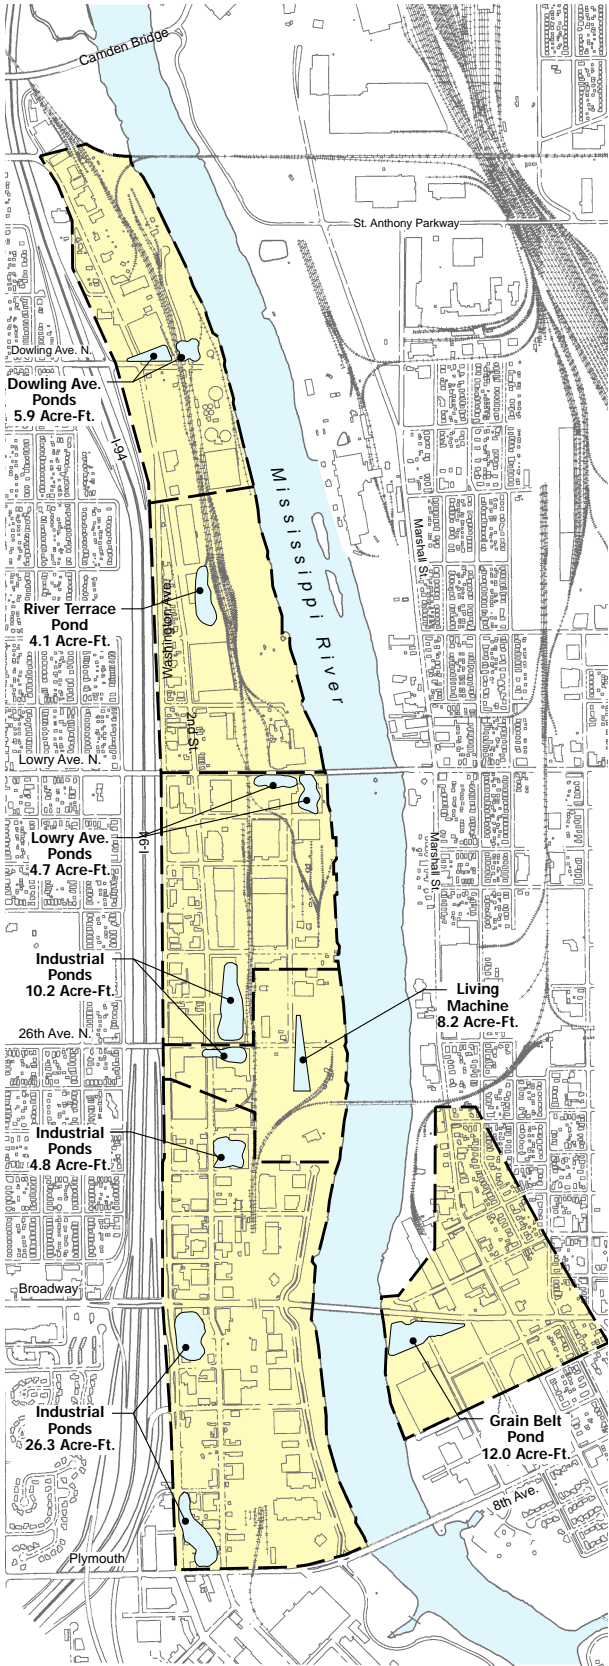 Camden Bridge
St. Anthony Parkway
Dowling Ave. N.
Dowling Ave.
Ponds
5.9 Acre-Ft.
I-94
Mississippi River
Marshall St.
River Terrace
Pond
4.1 Acre-Ft.
Washington Ave.
2nd St.
Lowry Ave. N.
Lowry Ave.
Ponds
4.7 Acre-Ft.
I-94
Marshall St.
Industrial
Ponds
10.2 Acre-Ft.
Living
Machine
8.2 Acre-Ft.
26th Ave. N.
Industrial
Ponds
4.8 Acre-Ft.
Broadway
Industrial
Ponds
26.3 Acre-Ft.
Grain Belt
Pond
12.0 Acre-Ft.
8th Ave.
Plymouth